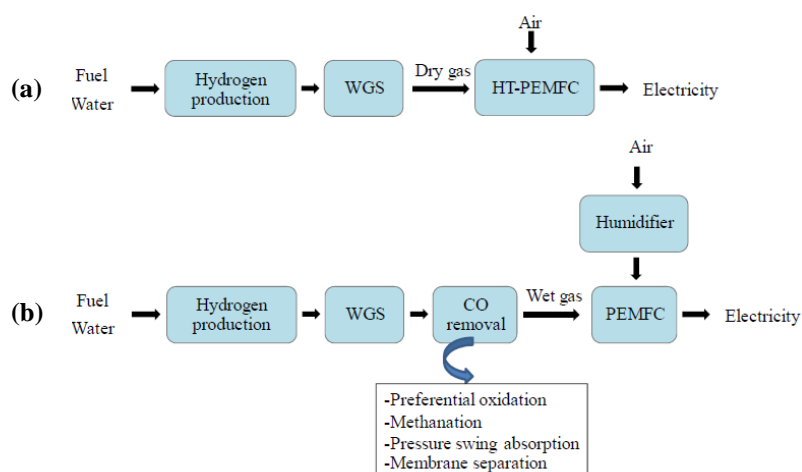 Air
(a)
Fuel
Water
Hydrogen
production
WGS
Dry gas
HT-PEMFC
Electricity
Air
Humidifier
(b)
Fuel
Water
Hydrogen
production
WGS
CO
removal
Wet gas
PEMFC
Electricity
-Preferential oxidation
-Methanation
-Pressure swing absorption
-Membrane separation